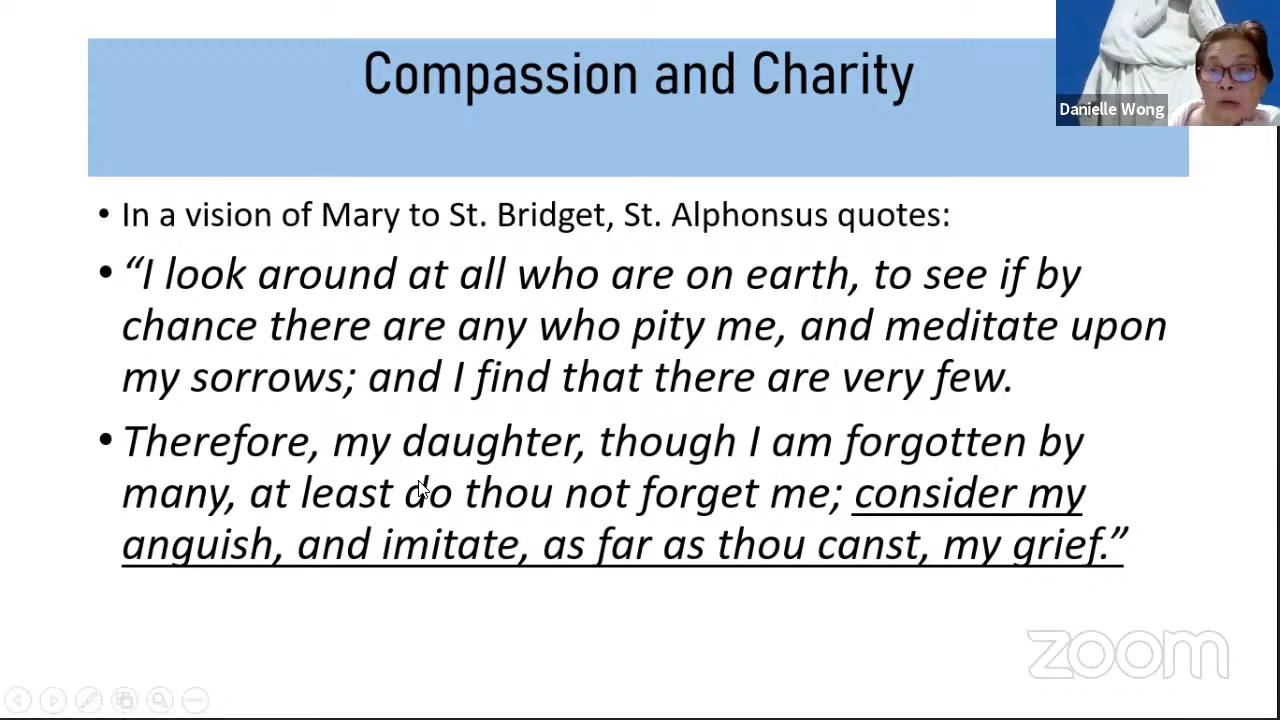 Compassion and Charity
Danielle Wong
• In a vision of Mary to St. Bridget, St. Alphonsus quotes:
• “I look around at all who are on earth, to see if by
chance there are any who pity me, and meditate upon
my sorrows; and I find that there are very few.
• Therefore, my daughter, though I am forgotten by
many, at least do thou not forget me; consider my
anguish, and imitate, as far as thou canst, my grief.”
zoom